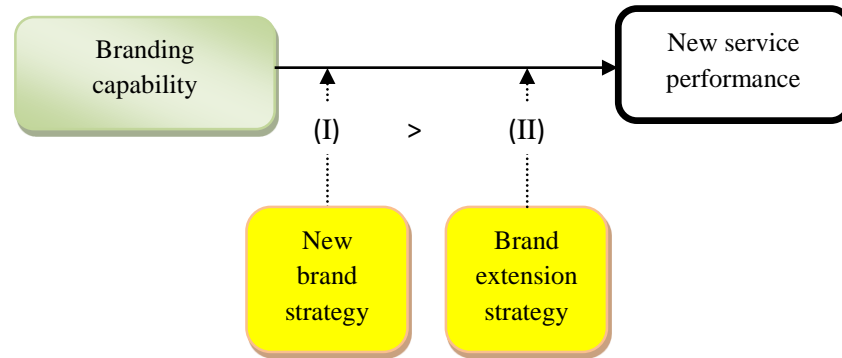 Branding
capability
New service
performance
(I) > (II)
New
brand
strategy
Brand
extension
strategy